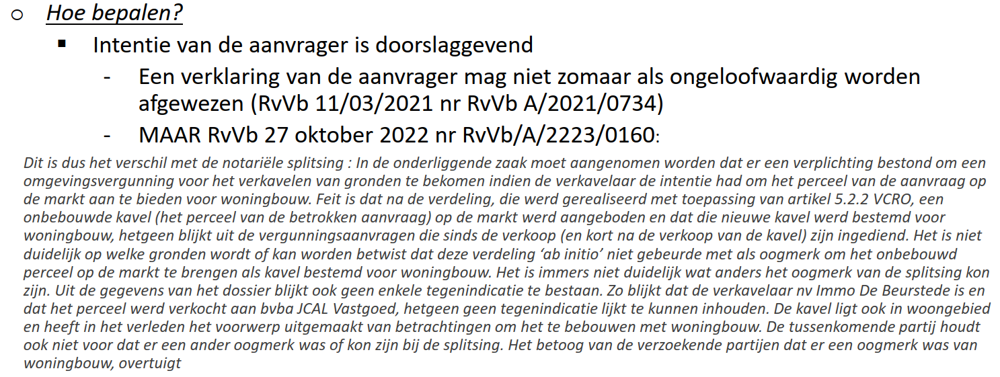 o Hoe bepalen?
▪ Intentie van de aanvrager is doorslaggevend
- Een verklaring van de aanvrager mag niet zomaar als ongeloofwaardig worden
afgewezen (RvVb 11/03/2021 nr RvVb A/2021/0734)
- MAAR RvVb 27 oktober 2022 nr RvVb/A/2223/0160:
Dit is dus het verschil met de notariële splitsing : In de onderliggende zaak moet aangenomen worden dat er een verplichting bestond om een
omgevingsvergunning voor het verkavelen van gronden te bekomen indien de verkavelaar de intentie had om het perceel van de aanvraag op
de markt aan te bieden voor woningbouw. Feit is dat na de verdeling, die werd gerealiseerd met toepassing van artikel 5.2.2 VCRO, een
onbebouwde kavel (het perceel van de betrokken aanvraag) op de markt werd aangeboden en dat die nieuwe kavel werd bestemd voor
woningbouw, hetgeen blijkt uit de vergunningsaanvragen die sinds de verkoop (en kort na de verkoop van de kavel) zijn ingediend. Het is niet
duidelijk op welke gronden wordt of kan worden betwist dat deze verdeling ‘ab initio’ niet gebeurde met als oogmerk om het onbebouwd
perceel op de markt te brengen als kavel bestemd voor woningbouw. Het is immers niet duidelijk wat anders het oogmerk van de splitsing kon
zijn. Uit de gegevens van het dossier blijkt ook geen enkele tegenindicatie te bestaan. Zo blijkt dat de verkavelaar nv Immo De Beurstede is en
dat het perceel werd verkocht aan bvba JCAL Vastgoed, hetgeen geen tegenindicatie lijkt te kunnen inhouden. De kavel ligt ook in woongebied
en heeft in het verleden het voorwerp uitgemaakt van betrachtingen om het te bebouwen met woningbouw. De tussenkomende partij houdt
ook niet voor dat er een ander oogmerk was of kon zijn bij de splitsing. Het betoog van de verzoekende partijen dat er een oogmerk was van
woningbouw, overtuigt